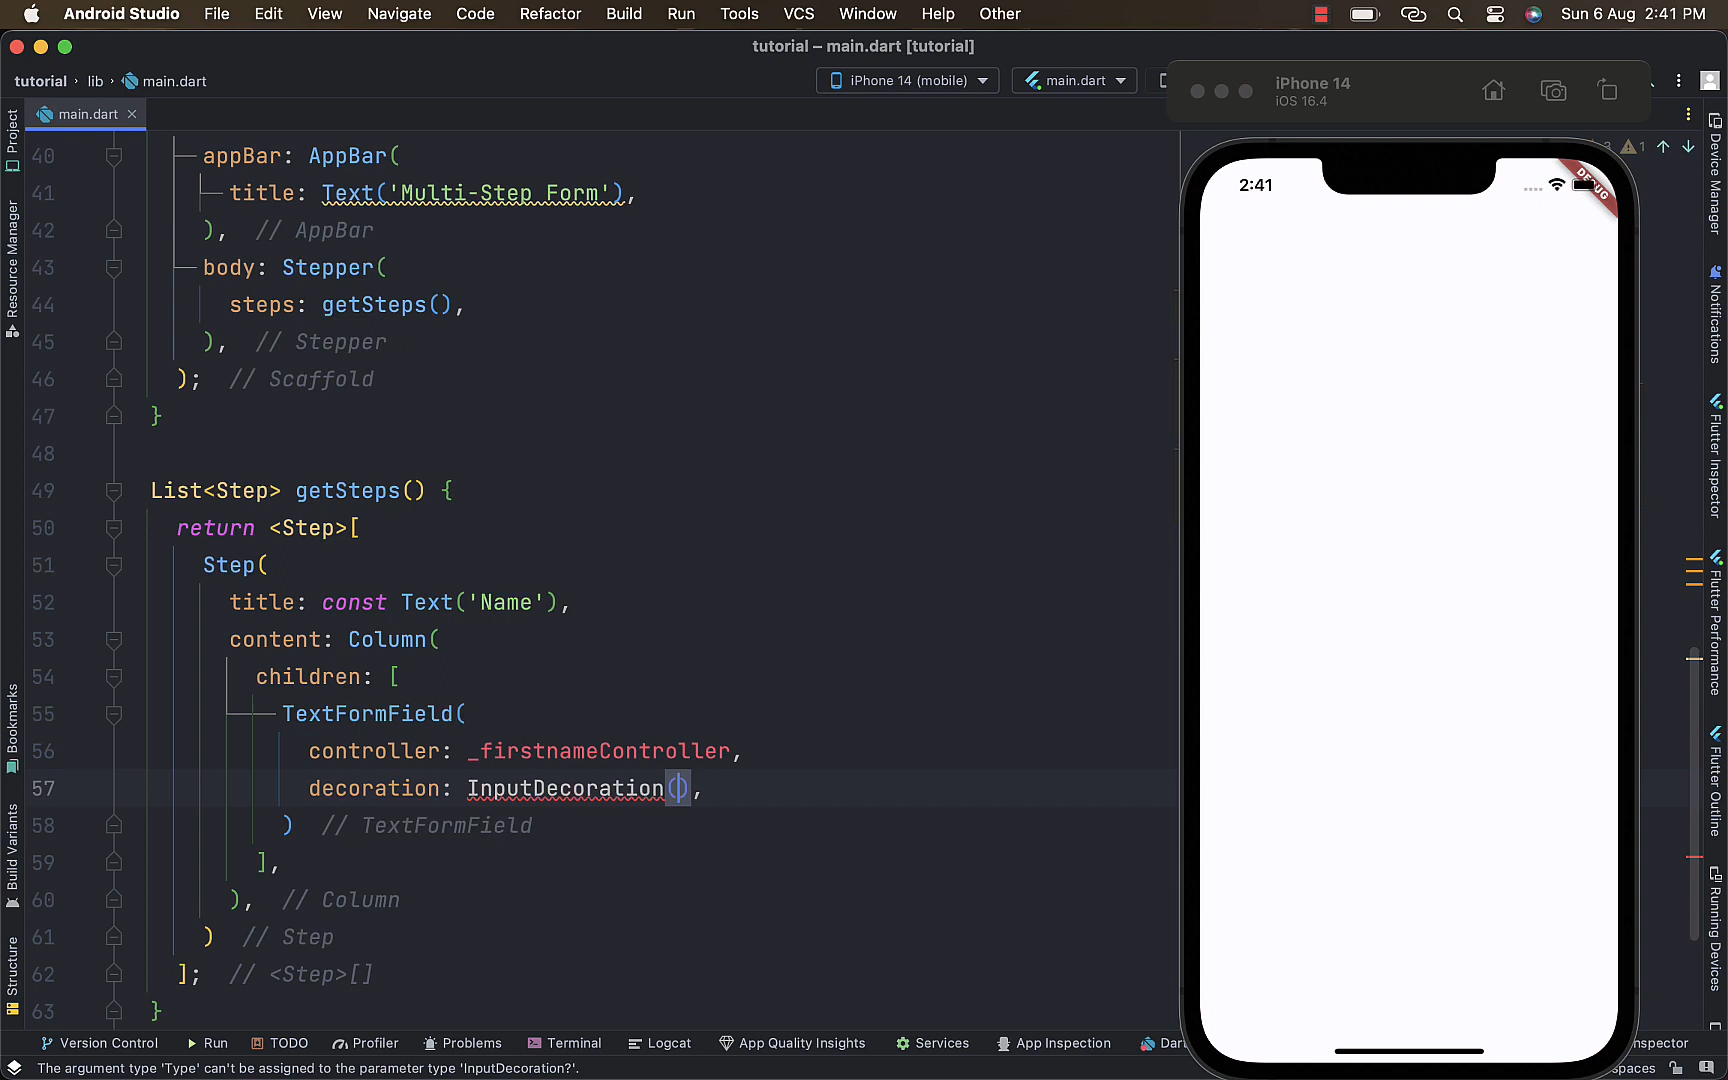 Android Studio File Edit View Navigate Code Refactor Build Run Tools VCS Window Help Other Sun 6 Aug 2:41 PM
tutorial – main.dart [tutorial]
tutorial lib main.dart iPhone 14 (mobile) main.dart
iPhone 14
iOS 16.4
main.dart
Project
Resource Manager
Bookmarks
Build Variants
Structure
40 appBar: AppBar(
41 title: Text('Multi-Step Form'),
42 ), // AppBar
43 body: Stepper(
44 steps: getSteps(),
45 ), // Stepper
46 ); // Scaffold
47 }
48
49 List<Step> getSteps() {
50 return <Step>[
51 Step(
52 title: const Text('Name'),
53 content: Column(
54 children: [
55 TextFormField(
56 controller: _firstnameController,
57 decoration: InputDecoration(),
58 ) // TextFormField
59 ],
60 ), // Column
61 ) // Step
62 ]; // <Step>[]
63 }
3 1
2:41
DEBUG
Device Manager
Notifications
Flutter Inspector
Flutter Performance
Flutter Outline
Running Devices
Version Control Run TODO Profiler Problems Terminal Logcat App Quality Insights Services App Inspection Dart nspector
The argument type 'Type' can't be assigned to the parameter type 'InputDecoration?'. spaces